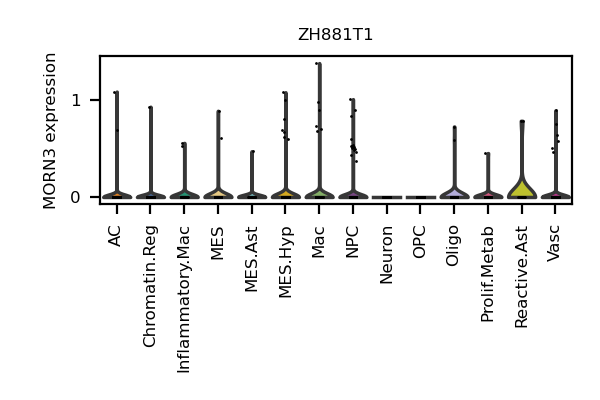 ZH881T1
MORN3 expression
1
0
AC
Chromatin.Reg
Inflammatory.Mac
MES
MES.Ast
MES.Hyp
Mac
NPC
Neuron
OPC
Oligo
Prolif.Metab
Reactive.Ast
Vasc